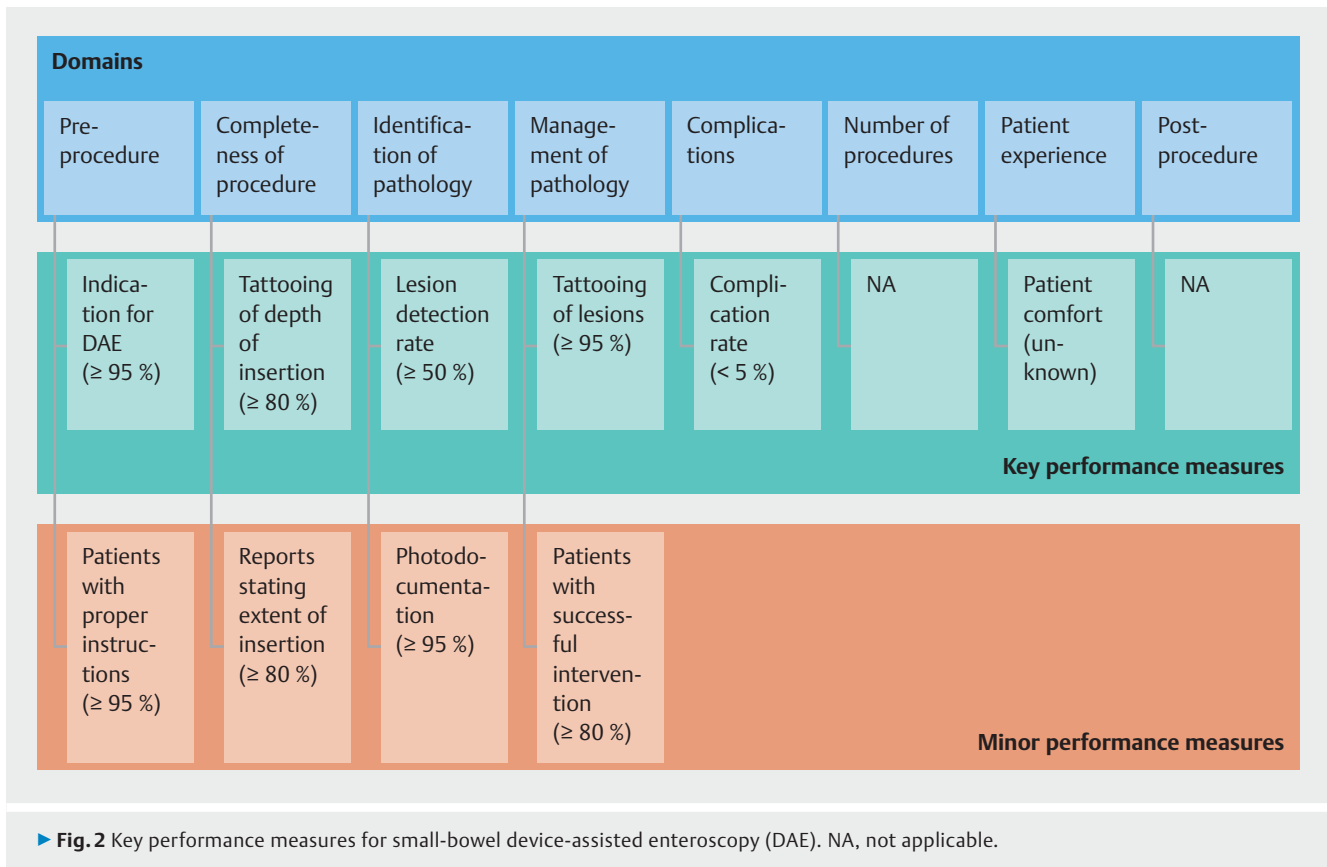 Domains
Pre-
procedure
Complete-
ness of
procedure
Identifica-
tion of
pathology
Manage-
ment of
pathology
Complica-
tions
Number of
procedures
Patient
experience
Post-
procedure
Indica-
tion for
DAE
(≥ 95 %)
Tattooing
of depth
of
insertion
(≥ 80 %)
Lesion
detection
rate
(≥ 50 %)
Tattooing
of lesions
(≥ 95 %)
Compli-
cation
rate
(< 5 %)
NA
Patient
comfort
(un-
known)
NA
Key performance measures
Patients
with
proper
instruc-
tions
(≥ 95 %)
Reports
stating
extent of
insertion
(≥ 80 %)
Photodo-
cumenta-
tion
(≥ 95 %)
Patients
with
success-
ful
interven-
tion
(≥ 80 %)
Minor performance measures
▶ Fig. 2 Key performance measures for small-bowel device-assisted enteroscopy (DAE). NA, not applicable.